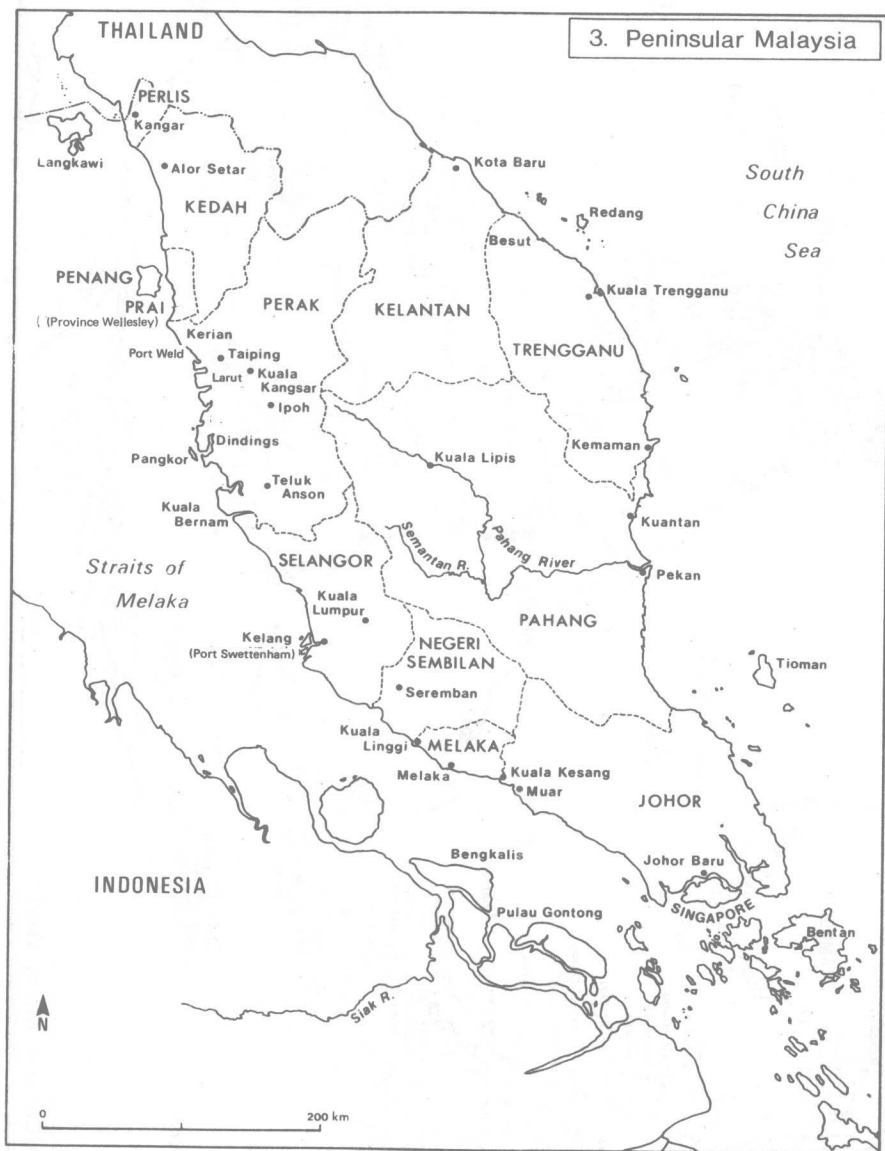 3. Peninsular Malaysia
THAILAND
PERLIS
Kangar
Langkawi
Alor Setar
KEDAH
Kota Baru
South
China
Sea
Redang
Besut
PENANG
PRAI
(Province Wellesley)
PERAK
KELANTAN
Kuala Trengganu
TRENGGANU
Kerian
Port Weld
Taiping
Larut
Kuala
Kangsar
Ipoh
Dindings
Pangkor
Kuala Lipis
Kemaman
Teluk
Anson
Kuala
Bernam
Kuantan
SELANGOR
Semantan R.
Pahang River
Pekan
Straits of
Melaka
Kuala
Lumpur
PAHANG
Kelang
(Port Swettenham)
NEGERI
SEMBILAN
Tioman
Seremban
Kuala
Linggi
MELAKA
Melaka
Kuala Kesang
Muar
JOHOR
Bengkalis
Johor Baru
INDONESIA
SINGAPORE
Pulau Gontong
Bentan
Siak R.
N
0
200 km